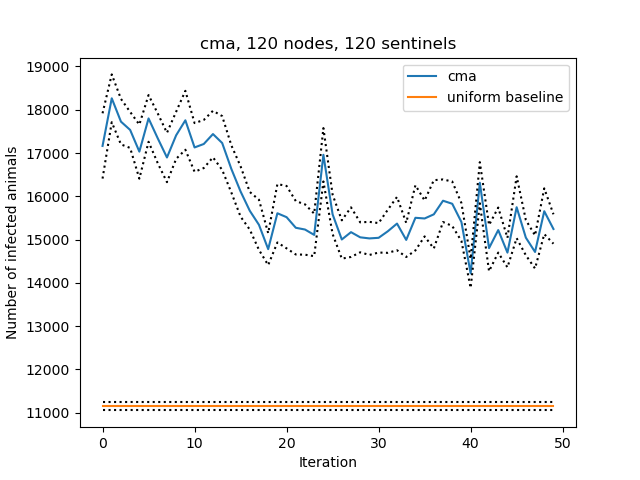 cma, 120 nodes, 120 sentinels
19000
18000
17000
16000
15000
14000
13000
12000
11000
Number of infected animals
cma
uniform baseline
0 10 20 30 40 50
Iteration